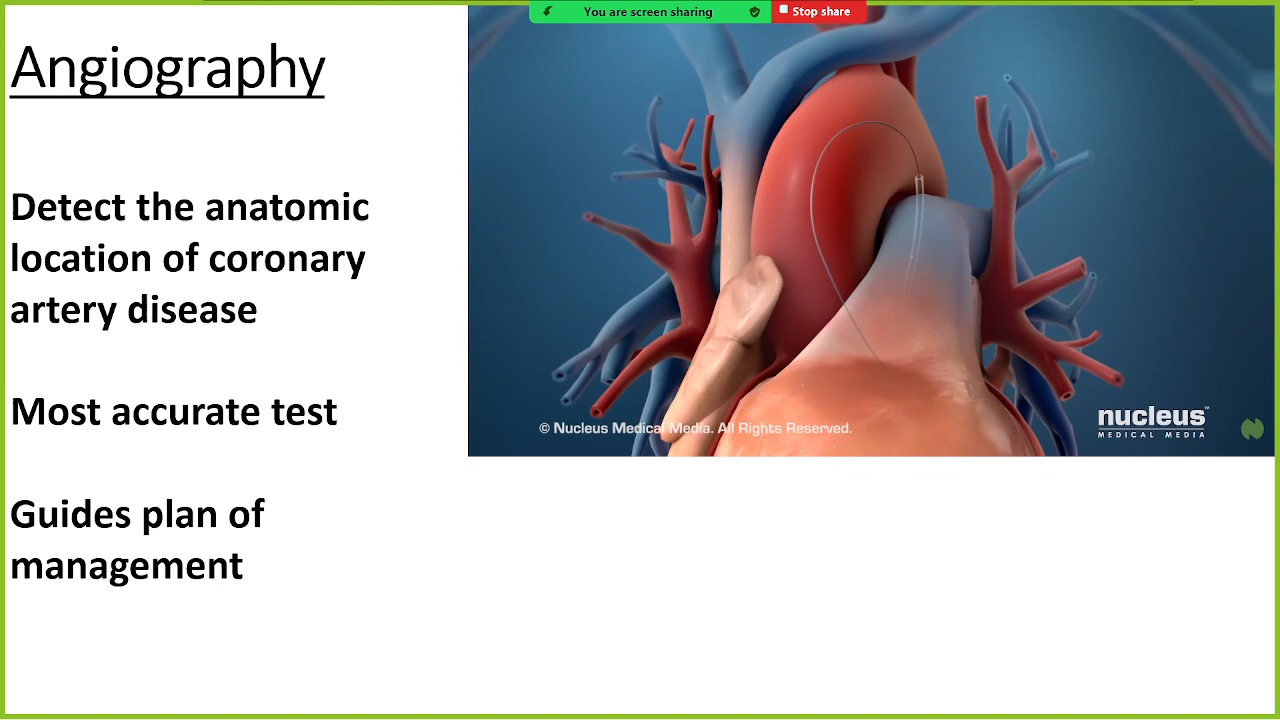 You are screen sharing
Stop share
Angiography
Detect the anatomic
location of coronary
artery disease
Most accurate test
Guides plan of
management
© Nucleus Medical Media. All Rights Reserved.
nucleus™
MEDICAL MEDIA